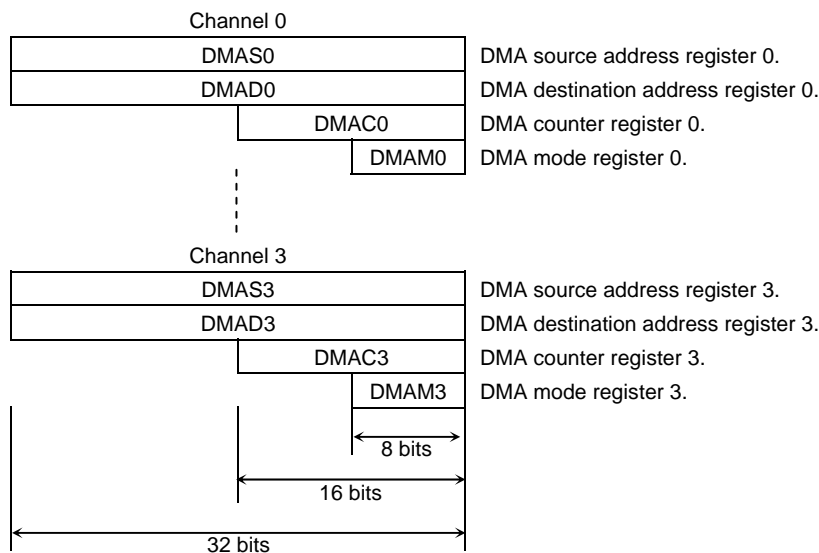 Channel 0
DMAS0 DMA source address register 0.
DMAD0 DMA destination address register 0.
DMAC0 DMA counter register 0.
DMAM0 DMA mode register 0.
Channel 3
DMAS3 DMA source address register 3.
DMAD3 DMA destination address register 3.
DMAC3 DMA counter register 3.
DMAM3 DMA mode register 3.
8 bits
16 bits
32 bits